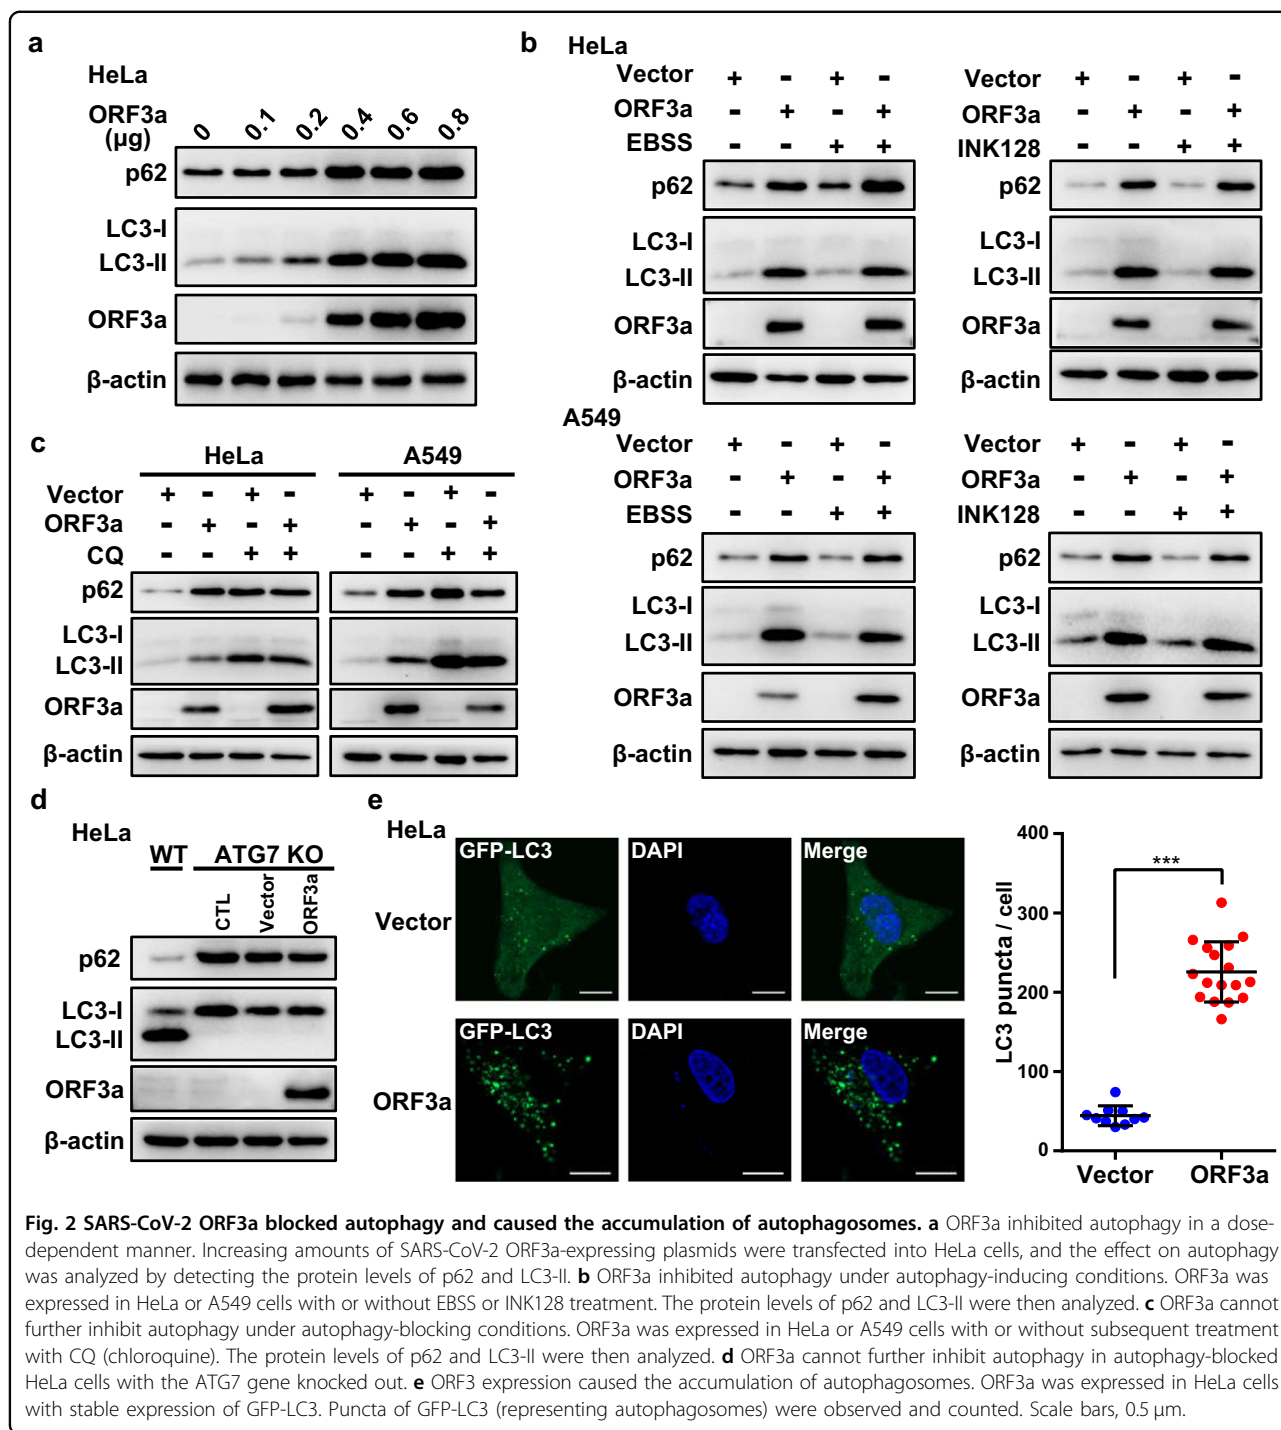 a
HeLa
ORF3a
(µg)
0 0.1 0.2 0.4 0.6 0.8
p62
LC3-I
LC3-II
ORF3a
β-actin
b
HeLa
Vector + - + -
ORF3a - + - +
EBSS - - + +
p62
LC3-I
LC3-II
ORF3a
β-actin
+ - + -
ORF3a - + - +
INK128 - - + +
p62
LC3-I
LC3-II
ORF3a
β-actin
A549
Vector + - + -
ORF3a - + - +
EBSS - - + +
p62
LC3-I
LC3-II
ORF3a
β-actin
Vector + - + -
ORF3a - + - +
INK128 - - + +
p62
LC3-I
LC3-II
ORF3a
β-actin
c
HeLa A549
Vector + - + - + - + -
ORF3a - + - + - + - +
CQ - - + + - - + +
p62
LC3-I
LC3-II
ORF3a
β-actin
d
HeLa
WT ATG7 KO
CTL Vector ORF3a
p62
LC3-I
LC3-II
ORF3a
β-actin
e
HeLa
GFP-LC3 DAPI Merge
Vector
GFP-LC3 DAPI Merge
ORF3a
LC3 puncta / cell
400
300
200
100
0
***
Vector ORF3a
Fig. 2 SARS-CoV-2 ORF3a blocked autophagy and caused the accumulation of autophagosomes. a ORF3a inhibited autophagy in a dose-
dependent manner. Increasing amounts of SARS-CoV-2 ORF3a-expressing plasmids were transfected into HeLa cells, and the effect on autophagy
was analyzed by detecting the protein levels of p62 and LC3-II. b ORF3a inhibited autophagy under autophagy-inducing conditions. ORF3a was
expressed in HeLa or A549 cells with or without EBSS or INK128 treatment. The protein levels of p62 and LC3-II were then analyzed. c ORF3a cannot
further inhibit autophagy under autophagy-blocking conditions. ORF3a was expressed in HeLa or A549 cells with or without subsequent treatment
with CQ (chloroquine). The protein levels of p62 and LC3-II were then analyzed. d ORF3a cannot further inhibit autophagy in autophagy-blocked
HeLa cells with the ATG7 gene knocked out. e ORF3 expression caused the accumulation of autophagosomes. ORF3a was expressed in HeLa cells
with stable expression of GFP-LC3. Puncta of GFP-LC3 (representing autophagosomes) were observed and counted. Scale bars, 0.5 µm.